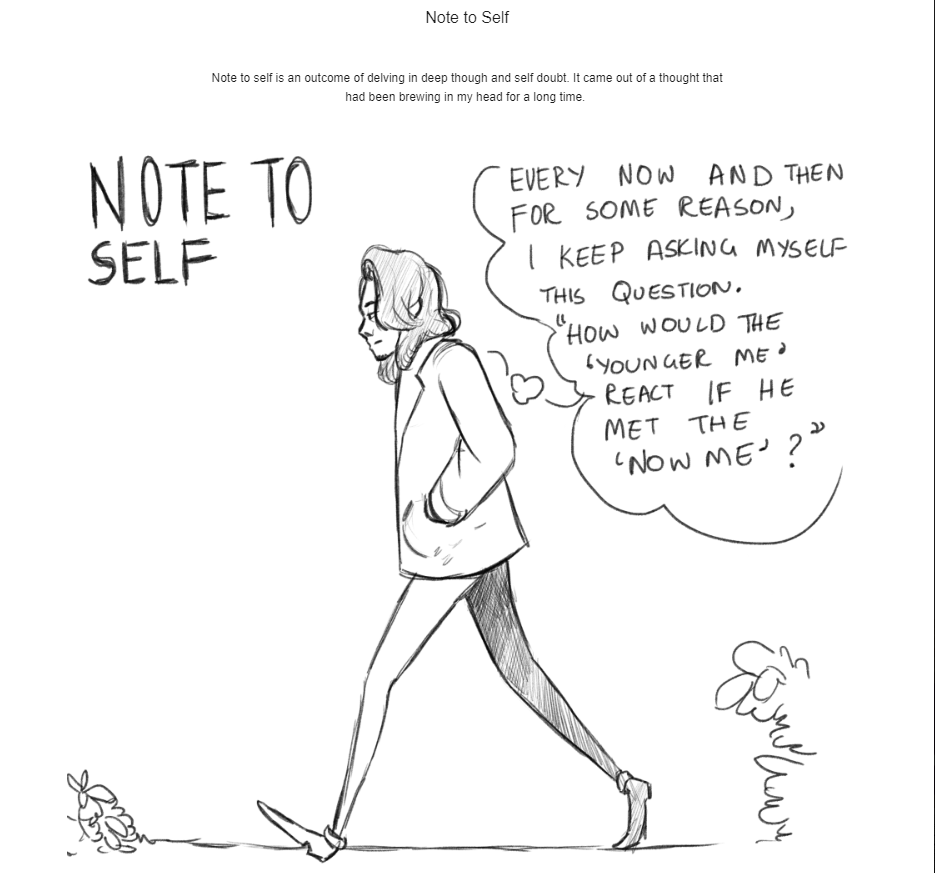 Note to Self
Note to self is an outcome of delving in deep though and self doubt. It came out of a thought that
had been brewing in my head for a long time.
NOTE TO
SELF
EVERY NOW AND THEN
FOR SOME REASON,
I KEEP ASKING MYSELF
THIS QUESTION.
"HOW WOULD THE
'YOUNGER ME'
REACT IF HE
MET THE
'NOW ME'?"